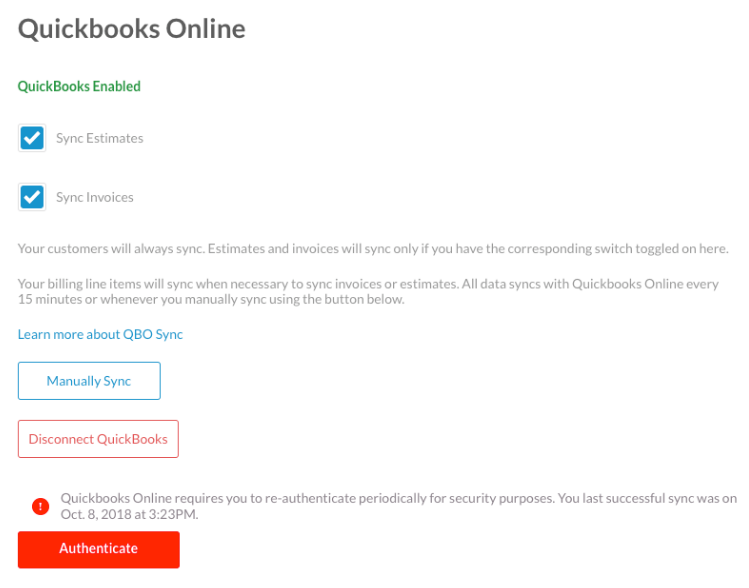 Quickbooks Online
QuickBooks Enabled
Sync Estimates
Sync Invoices
Your customers will always sync. Estimates and invoices will sync only if you have the corresponding switch toggled on here.
Your billing line items will sync when necessary to sync invoices or estimates. All data syncs with Quickbooks Online every
15 minutes or whenever you manually sync using the button below.
Learn more about QBO Sync
Manually Sync
Disconnect QuickBooks
Quickbooks Online requires you to re-authenticate periodically for security purposes. You last successful sync was on
Oct. 8, 2018 at 3:23PM.
Authenticate